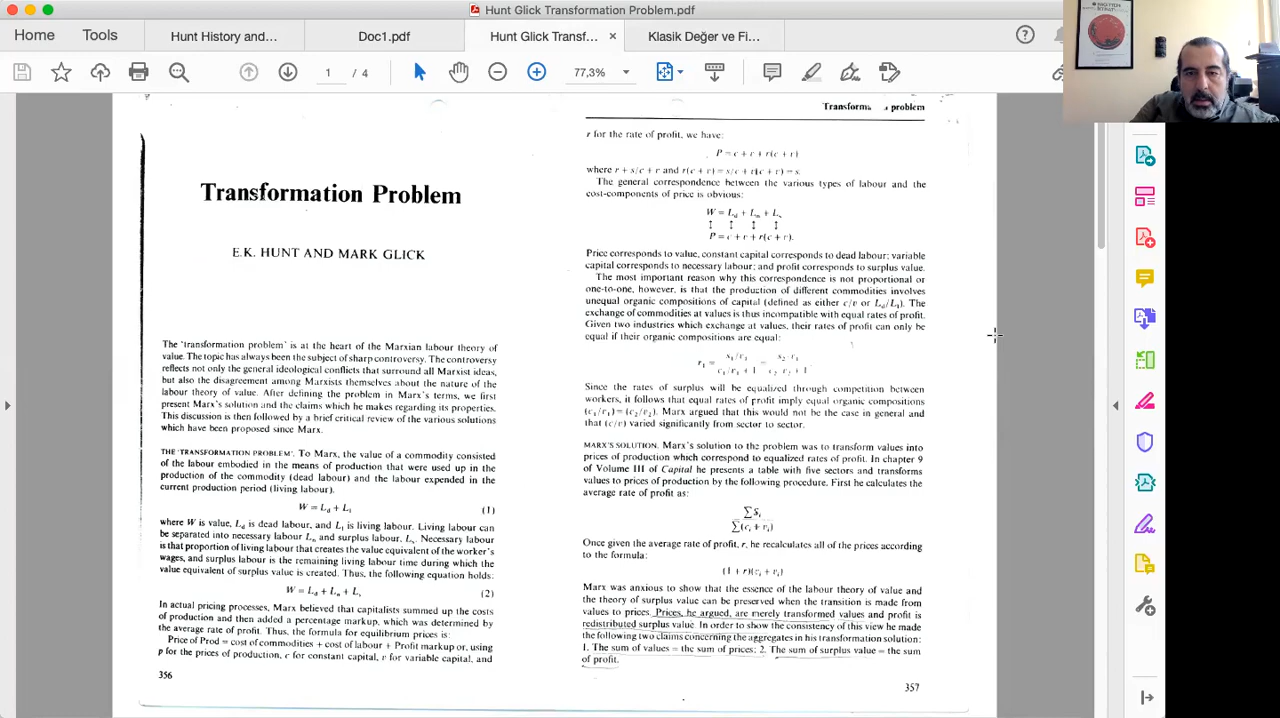 Hunt Glick Transformation Problem.pdf
Home
Tools
Hunt History and...
Doc1.pdf
Hunt Glick Transf...
Klasik Değer ve Fi...
1 / 4
77,3%
Transformation Problem
E.K. HUNT AND MARK GLICK
The 'transformation problem' is at the heart of the Marxian labour theory of
value. The topic has always been the subject of sharp controversy. The controversy
reflects not only the general ideological conflicts that surround all Marxist ideas,
but also the disagreement among Marxists themselves about the nature of the
labour theory of value. After defining the problem in Marx's terms, we first
present Marx's solution and the claims which he makes regarding its properties.
This discussion is then followed by a brief critical review of the various solutions
which have been proposed since Marx.
THE 'TRANSFORMATION PROBLEM'. To Marx, the value of a commodity consisted
of the labour embodied in the means of production that were used up in the
production of the commodity (dead labour) and the labour expended in the
current production period (living labour).
W = L_d + L_l (1)
where W is value, L_d is dead labour, and L_l is living labour. Living labour can
be separated into necessary labour L_n and surplus labour, L_s. Necessary labour
is that proportion of living labour that creates the value equivalent of the worker's
wages, and surplus labour is the remaining living labour time during which the
value equivalent of surplus value is created. Thus, the following equation holds:
W = L_d + L_n + L_s (2)
In actual pricing processes, Marx believed that capitalists summed up the costs
of production and then added a percentage markup, which was determined by
the average rate of profit. Thus, the formula for equilibrium prices is:
Price of Prod = cost of commodities + cost of labour + Profit markup or, using
p for the prices of production, c for constant capital, v for variable capital, and
356
problem
r for the rate of profit, we have:
P = c + v + r(c + v)
where r + s/c + v and r(c + v) = s/c + v(c + v) = s.
The general correspondence between the various types of labour and the
cost-components of price is obvious:
W = L_d + L_n + L_s
↕ ↕ ↕ ↕
P = c + v + r(c + v).
Price corresponds to value, constant capital corresponds to dead labour; variable
capital corresponds to necessary labour; and profit corresponds to surplus value.
The most important reason why this correspondence is not proportional or
one-to-one, however, is that the production of different commodities involves
unequal organic compositions of capital (defined as either c/v or L_d/L_l). The
exchange of commodities at values is thus incompatible with equal rates of profit.
Given two industries which exchange at values, their rates of profit can only be
equal if their organic compositions are equal:
Since the rates of surplus will be equalized through competition between
workers, it follows that equal rates of profit imply equal organic compositions
(c₁/v₁) = (c₂/v₂). Marx argued that this would not be the case in general and
that (c/v) varied significantly from sector to sector.
MARX'S SOLUTION. Marx's solution to the problem was to transform values into
prices of production which correspond to equalized rates of profit. In chapter 9
of Volume III of Capital he presents a table with five sectors and transforms
values to prices of production by the following procedure. First he calculates the
average rate of profit as:
∑S_i
∑(c_i + v_i)
Once given the average rate of profit, r, he recalculates all of the prices according
to the formula:
(1 + r)(c_i + v_i)
Marx was anxious to show that the essence of the labour theory of value and
the theory of surplus value can be preserved when the transition is made from
values to prices. Prices, he argued, are merely transformed values and profit is
redistributed surplus value. In order to show the consistency of this view he made
the following two claims concerning the aggregates in his transformation solution:
1. The sum of values = the sum of prices; 2. The sum of surplus value = the sum
of profit.
357